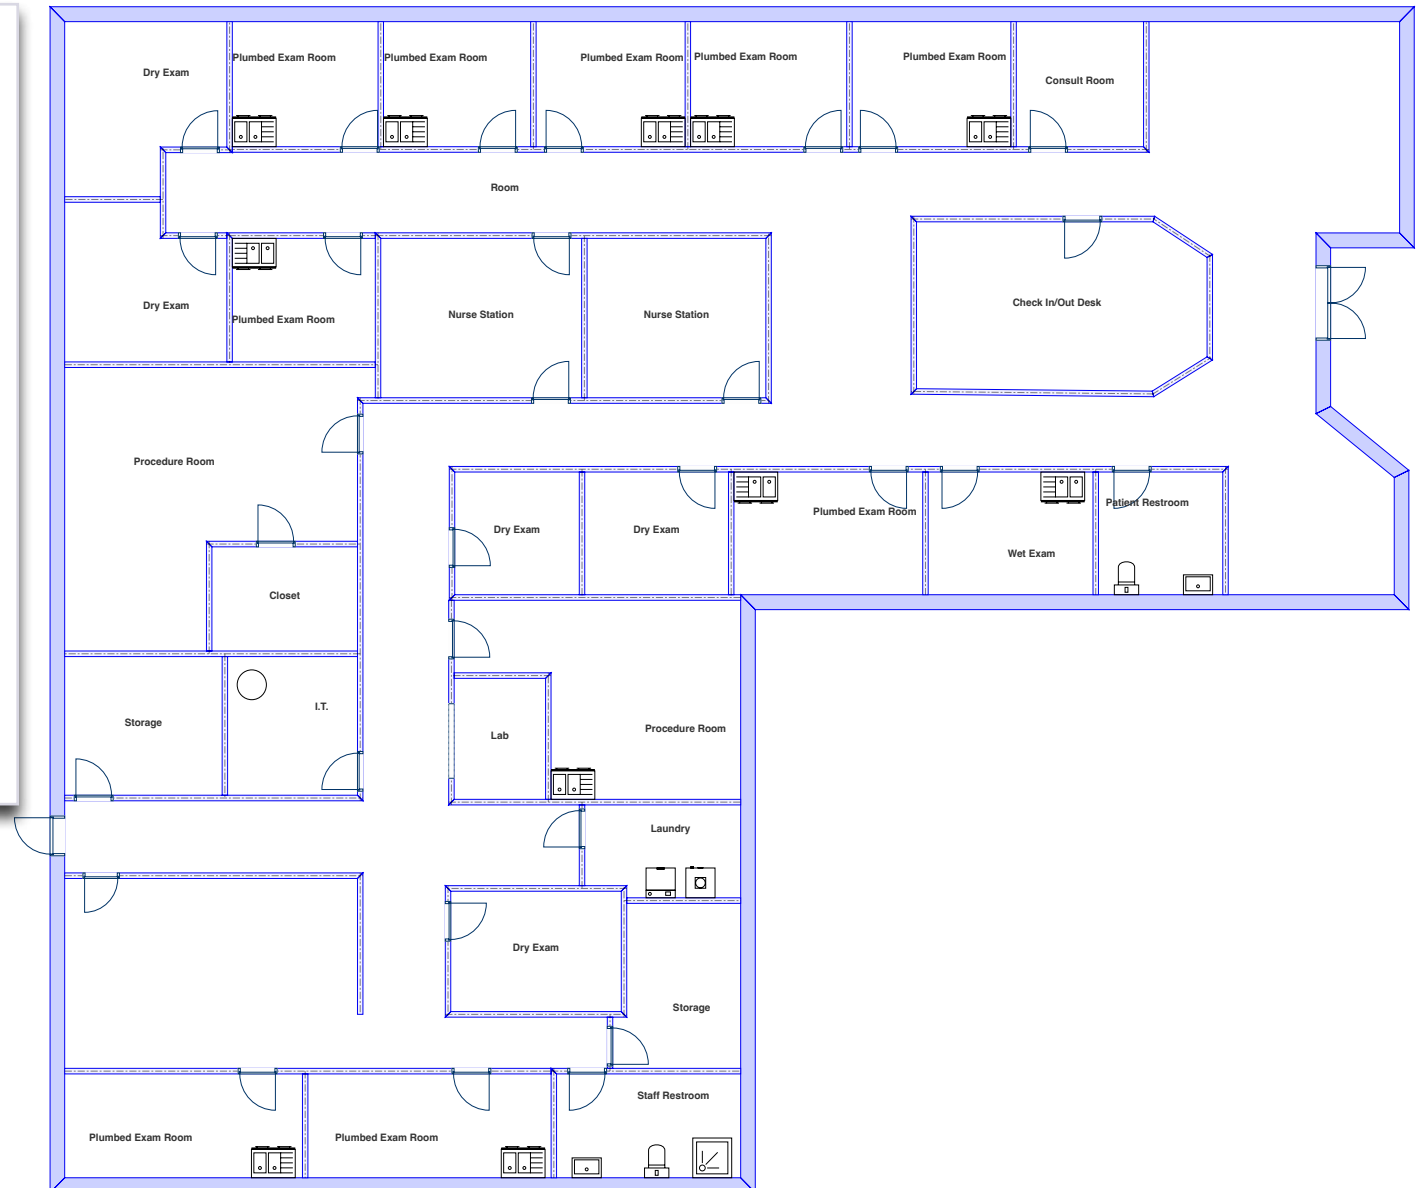 Dry Exam
Plumbed Exam Room
Plumbed Exam Room
Plumbed Exam Room
Plumbed Exam Room
Plumbed Exam Room
Consult Room
Room
Dry Exam
Plumbed Exam Room
Nurse Station
Nurse Station
Check In/Out Desk
Procedure Room
Dry Exam
Dry Exam
Plumbed Exam Room
Wet Exam
Patient Restroom
Closet
Storage
I.T.
Lab
Procedure Room
Laundry
Dry Exam
Storage
Staff Restroom
Plumbed Exam Room
Plumbed Exam Room